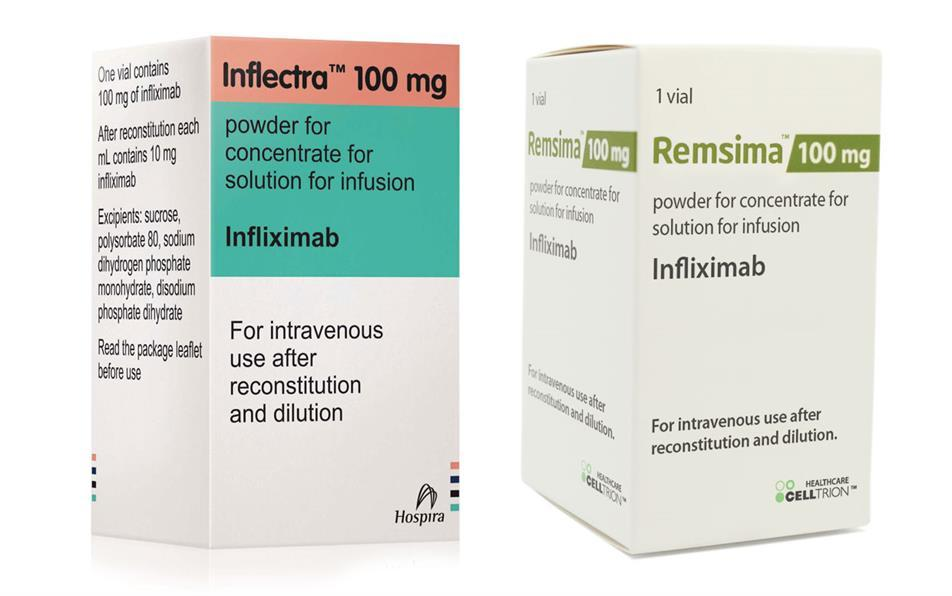 One vial contains
100 mg of infliximab
After reconstitution each
mL contains 10 mg
infliximab
Excipients: sucrose,
polysorbate 80, sodium
dihydrogen phosphate
monohydrate, disodium
phosphate dihydrate
Read the package leaflet
before use
Inflectra™ 100 mg
powder for
concentrate for
solution for infusion
Infliximab
For intravenous
use after
reconstitution
and dilution
Hospira
1 vial
Remsima™ 100 mg
powder for concentrate for
solution for infusion
Infliximab
For intravenous use after
reconstitution and dilution.
HEALTHCARE
CELLTRION
1 vial
Remsima™ 100 mg
powder for concentrate for
solution for infusion
Infliximab
For intravenous use after
reconstitution and dilution.
HEALTHCARE
CELLTRION™